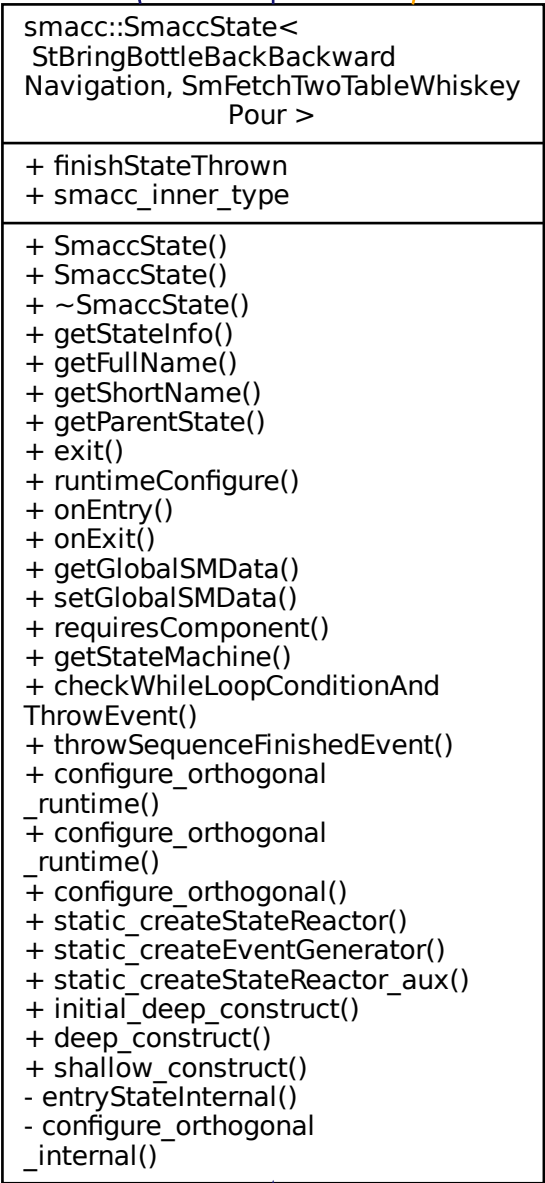 smacc::SmaccState<
StBringBottleBackBackward
Navigation, SmFetchTwoTableWhiskey
Pour >
+ finishStateThrown
+ smacc_inner_type
+ SmaccState()
+ SmaccState()
+ ~SmaccState()
+ getStateInfo()
+ getFullName()
+ getShortName()
+ getParentState()
+ exit()
+ runtimeConfigure()
+ onEntry()
+ onExit()
+ getGlobalSMData()
+ setGlobalSMData()
+ requiresComponent()
+ getStateMachine()
+ checkWhileLoopConditionAnd
ThrowEvent()
+ throwSequenceFinishedEvent()
+ configure_orthogonal
_runtime()
+ configure_orthogonal
_runtime()
+ configure_orthogonal()
+ static_createStateReactor()
+ static_createEventGenerator()
+ static_createStateReactor_aux()
+ initial_deep_construct()
+ deep_construct()
+ shallow_construct()
- entryStateInternal()
- configure_orthogonal
_internal()